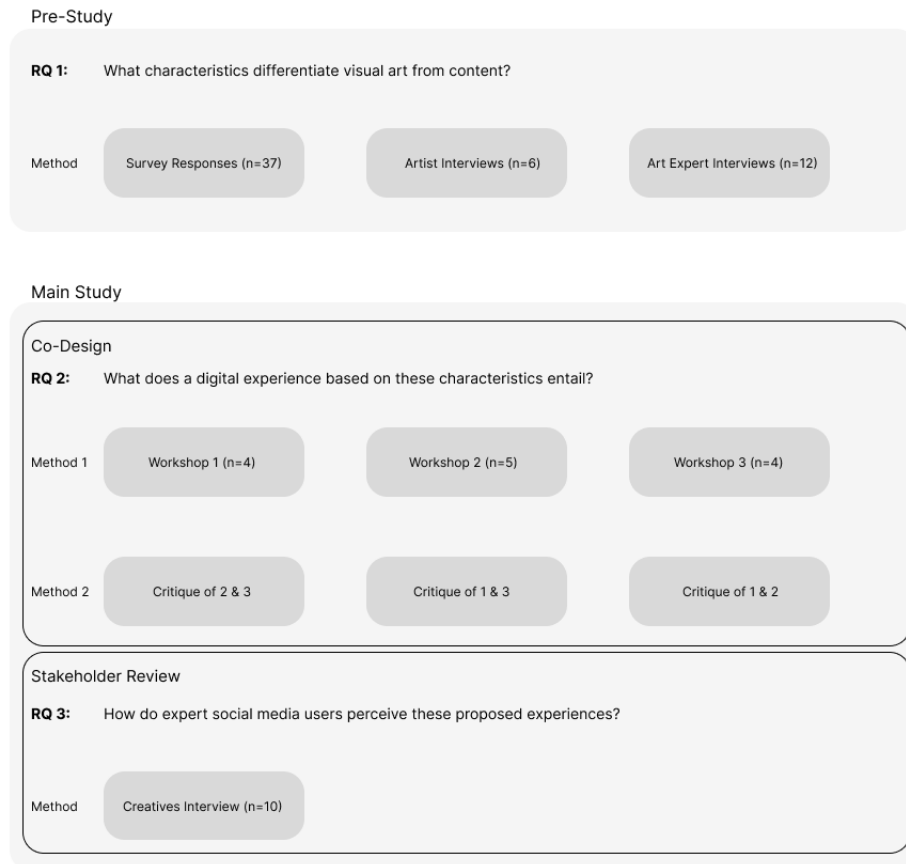 Pre-Study
RQ 1: What characteristics differentiate visual art from content?
Method Survey Responses (n=37) Artist Interviews (n=6) Art Expert Interviews (n=12)
Main Study
Co-Design
RQ 2: What does a digital experience based on these characteristics entail?
Method 1 Workshop 1 (n=4) Workshop 2 (n=5) Workshop 3 (n=4)
Method 2 Critique of 2 & 3 Critique of 1 & 3 Critique of 1 & 2
Stakeholder Review
RQ 3: How do expert social media users perceive these proposed experiences?
Method Creatives Interview (n=10)